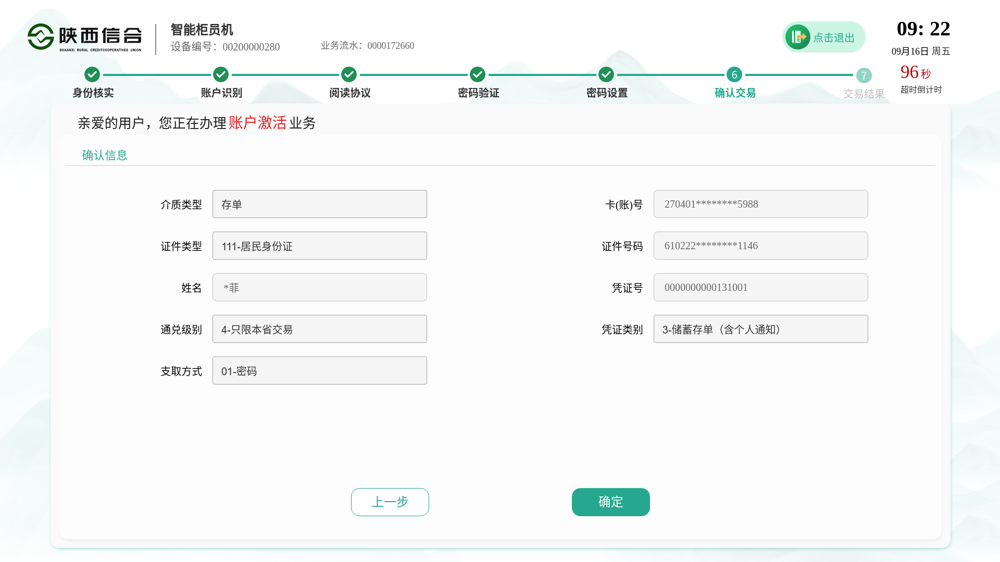 陕西信合
SHAANXI RURAL CREDITCOOPERATIVES UNION
智能柜员机
设备编号：00200000280
业务流水：0000172660
点击退出
09: 22
09月16日 周五
96 秒
超时倒计时
身份核实
账户识别
阅读协议
密码验证
密码设置
6
确认交易
7
交易结果
亲爱的用户，您正在办理 账户激活 业务
确认信息
介质类型 存单
卡(账)号 270401********5988
证件类型 111-居民身份证
证件号码 610222********1146
姓名 *菲
凭证号 0000000000131001
通兑级别 4-只限本省交易
凭证类别 3-储蓄存单（含个人通知）
支取方式 01-密码
上一步
确定